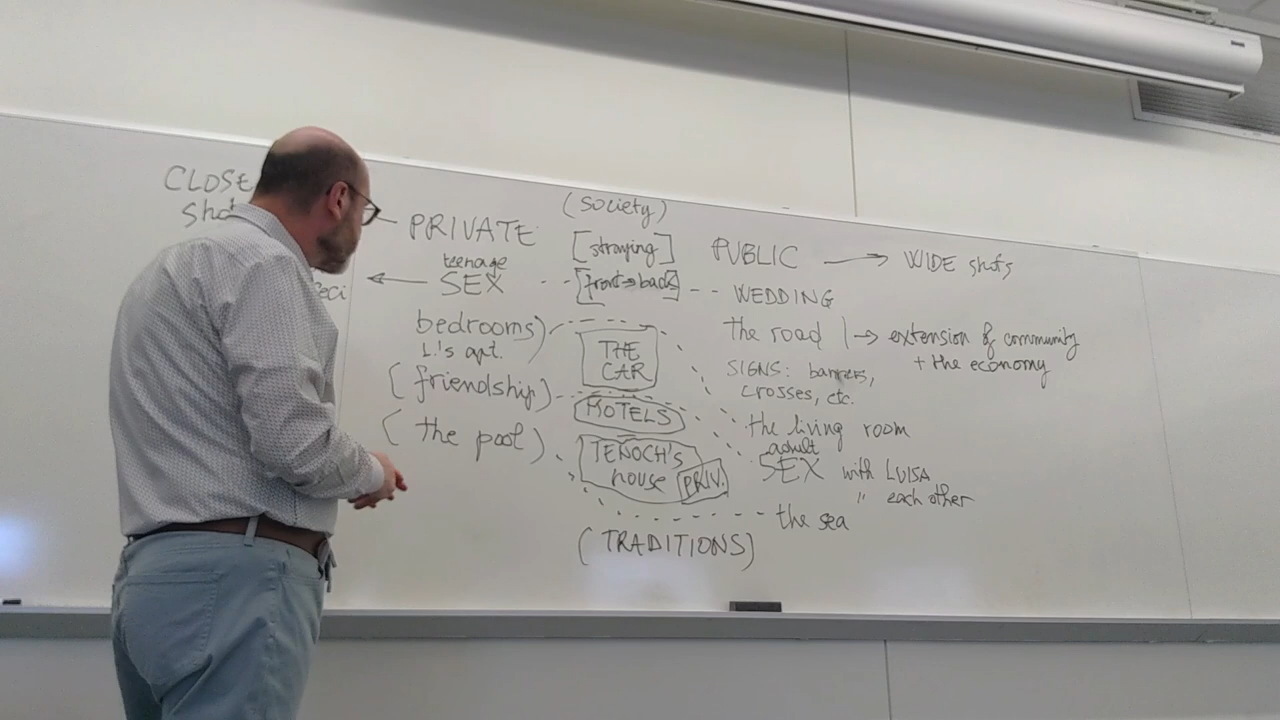 CLOSE
PRIVATE
teenage
SEX
bedrooms)
L.'s apt.
(friendship)
(the pool)
(society)
[straying]
[front→back]
THE
CAR
MOTELS
TENOCH'S
house
PRIV.
(TRADITIONS)
PUBLIC → WIDE shots
WEDDING
the road → extension of community
+ the economy
SIGNS: banners,
crosses, etc.
the living room
adult
SEX with LUISA
" each other
the sea